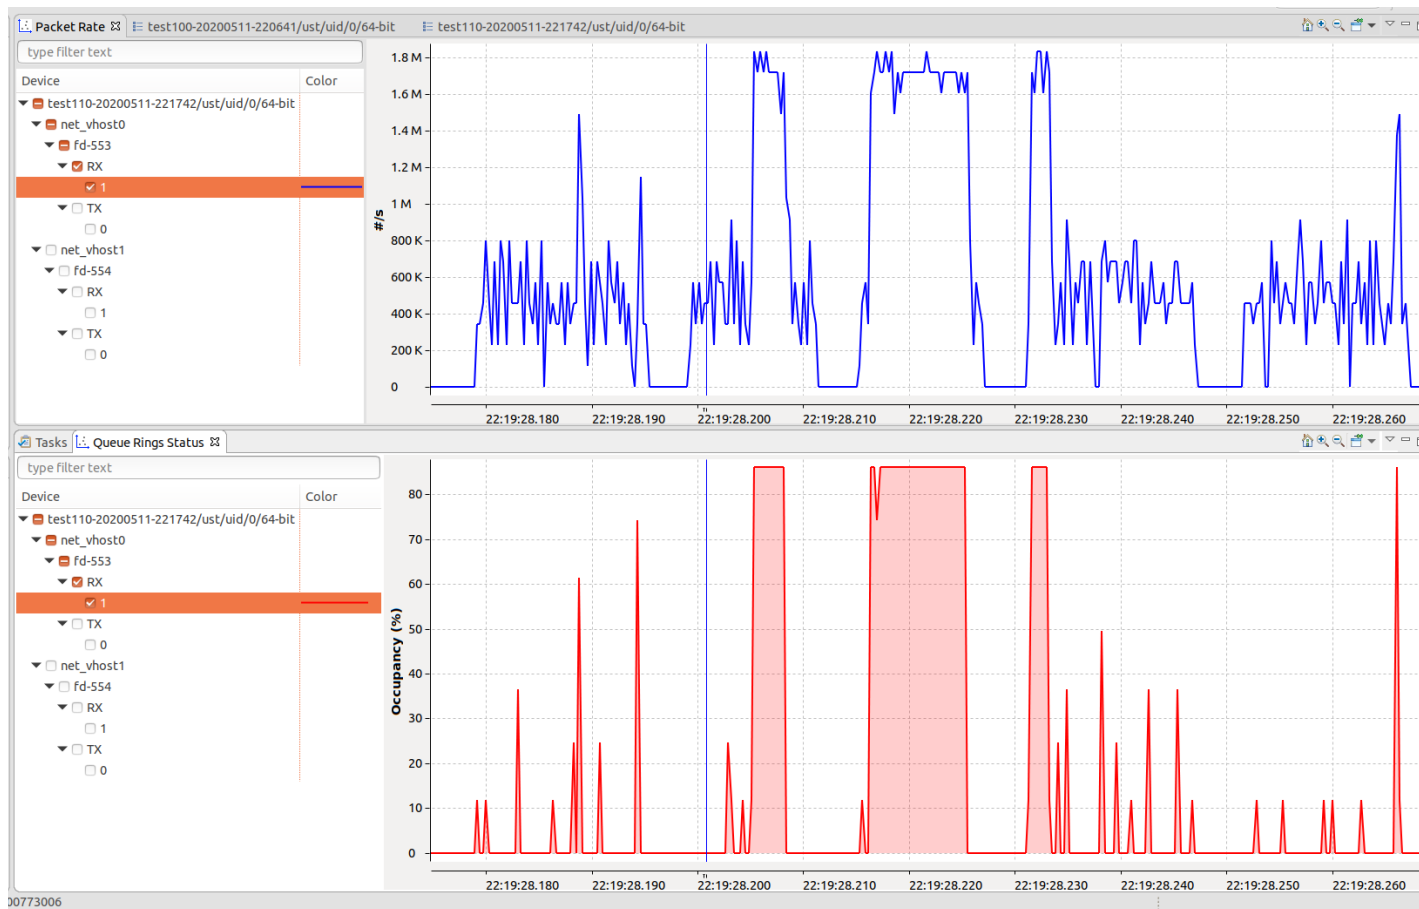 Packet Rate test100-20200511-220641/ust/uid/0/64-bit test110-20200511-221742/ust/uid/0/64-bit
type filter text
Device Color
test110-20200511-221742/ust/uid/0/64-bit
net_vhost0
fd-553
RX
1
TX
0
net_vhost1
fd-554
RX
1
TX
0
#/s
1.8 M
1.6 M
1.4 M
1.2 M
1 M
800 K
600 K
400 K
200 K
0
22:19:28.180 22:19:28.190 22:19:28.200 22:19:28.210 22:19:28.220 22:19:28.230 22:19:28.240 22:19:28.250 22:19:28.260
Tasks Queue Rings Status
type filter text
Device Color
test110-20200511-221742/ust/uid/0/64-bit
net_vhost0
fd-553
RX
1
TX
0
net_vhost1
fd-554
RX
1
TX
0
Occupancy (%)
80
70
60
50
40
30
20
10
0
22:19:28.180 22:19:28.190 22:19:28.200 22:19:28.210 22:19:28.220 22:19:28.230 22:19:28.240 22:19:28.250 22:19:28.260
00773006